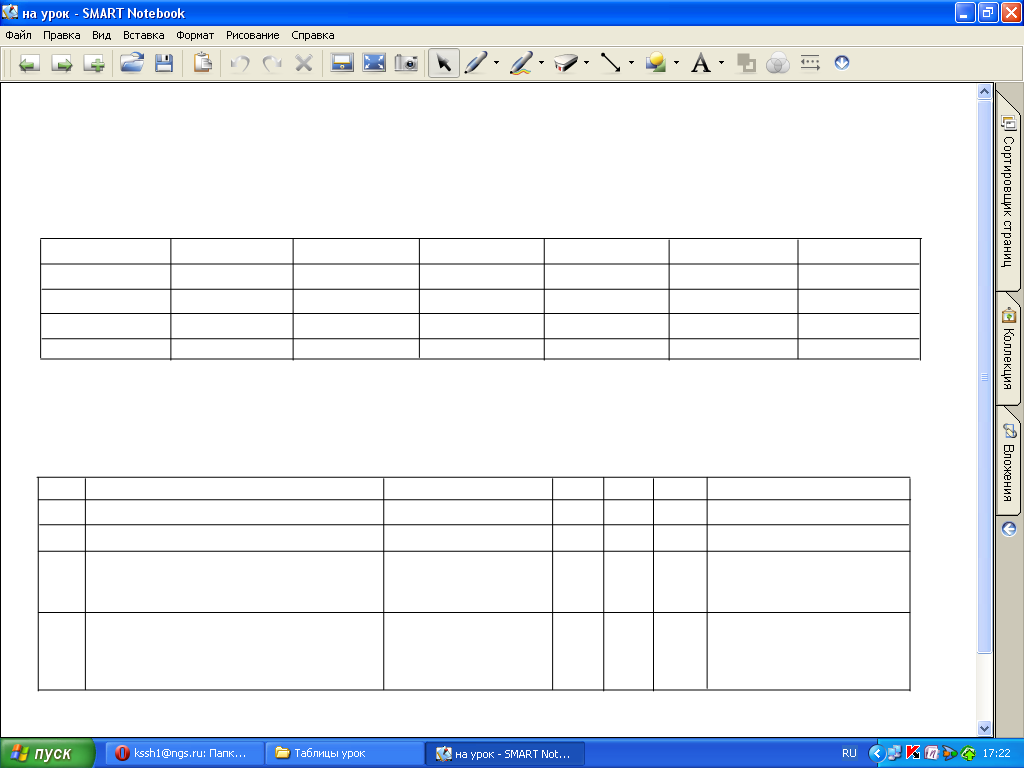 на урок - SMART Notebook
Файл Правка Вид Вставка Формат Рисование Справка
A
Сортировщик страниц
Коллекция
Вложения
пуск
kssh1@ngs.ru: Папк...
Таблицы урок
на урок - SMART Not...
RU
17:22